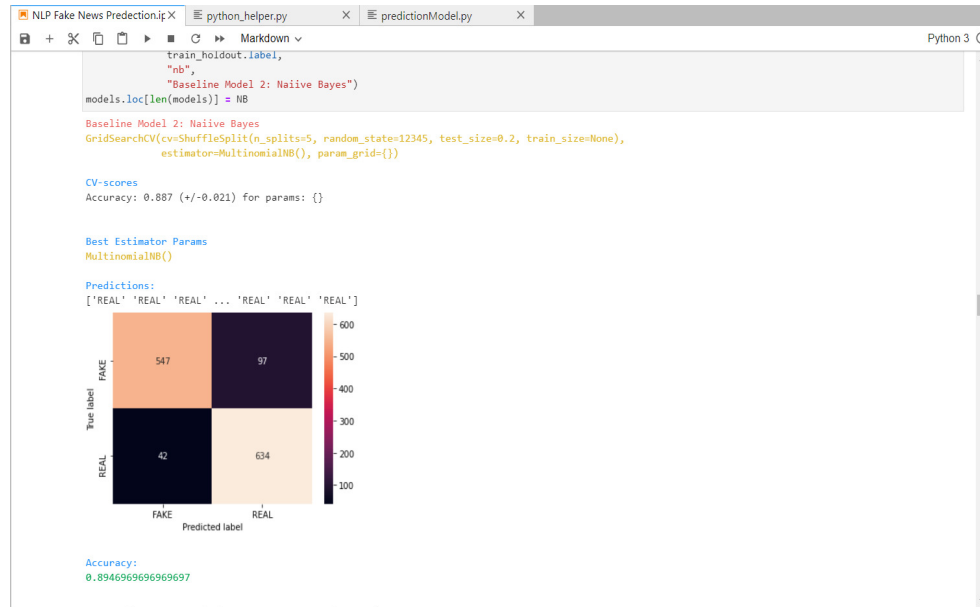 NLP Fake News Predection.ip
python_helper.py
predictionModel.py
Markdown
Python 3
train_holdout.label,
"nb",
"Baseline Model 2: Naiive Bayes")
models.loc[len(models)] = NB
Baseline Model 2: Naiive Bayes
GridSearchCV(cv=ShuffleSplit(n_splits=5, random_state=12345, test_size=0.2, train_size=None),
estimator=MultinomialNB(), param_grid={})
CV-scores
Accuracy: 0.887 (+/-0.021) for params: {}
Best Estimator Params
MultinomialNB()
Predictions:
['REAL' 'REAL' 'REAL' ... 'REAL' 'REAL' 'REAL']
True label
FAKE
REAL
547
97
42
634
FAKE
REAL
Predicted label
600
500
400
300
200
100
Accuracy:
0.8946969696969697